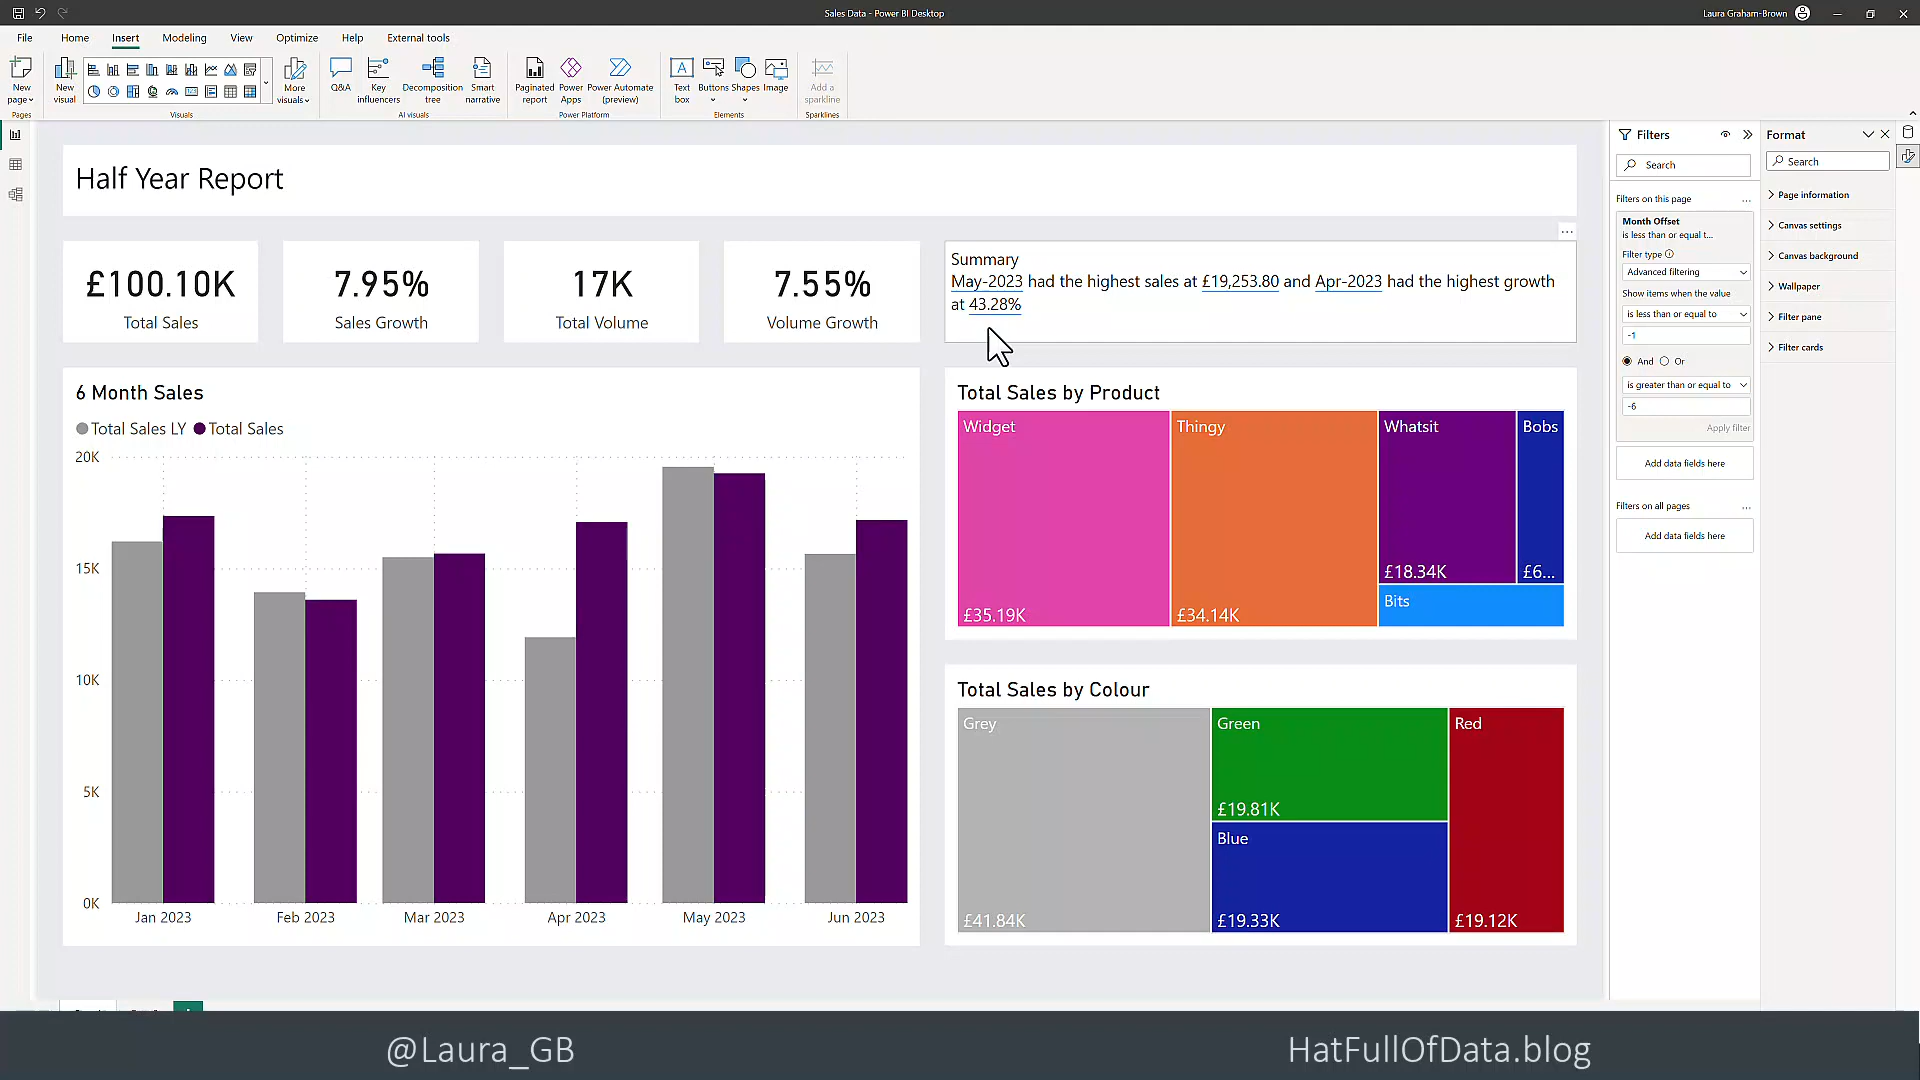 Sales Data - Power BI Desktop
Laura Graham-Brown
File
Home
Insert
Modeling
View
Optimize
Help
External tools
New page
New visual
More visuals
Q&A
Key influencers
Decomposition tree
Smart narrative
Paginated report
Power Apps
Power Automate (preview)
Text box
Buttons
Shapes
Image
Add a sparkline
Pages
Visuals
AI visuals
Power Platform
Elements
Sparklines
Half Year Report
£100.10K
Total Sales
7.95%
Sales Growth
17K
Total Volume
7.55%
Volume Growth
Summary
May-2023 had the highest sales at £19,253.80 and Apr-2023 had the highest growth
at 43.28%
6 Month Sales
Total Sales LY
Total Sales
20K
15K
10K
5K
0K
Jan 2023
Feb 2023
Mar 2023
Apr 2023
May 2023
Jun 2023
Total Sales by Product
Widget
£35.19K
Thingy
£34.14K
Whatsit
£18.34K
Bobs
£6...
Bits
Total Sales by Colour
Grey
£41.84K
Green
£19.81K
Blue
£19.33K
Red
£19.12K
Filters
Search
Filters on this page
...
Month Offset
is less than or equal t...
Filter type
Advanced filtering
Show items when the value
is less than or equal to
-1
And
Or
is greater than or equal to
-6
Apply filter
Add data fields here
Filters on all pages
...
Add data fields here
Format
Search
Page information
Canvas settings
Canvas background
Wallpaper
Filter pane
Filter cards
@Laura_GB
HatFullOfData.blog